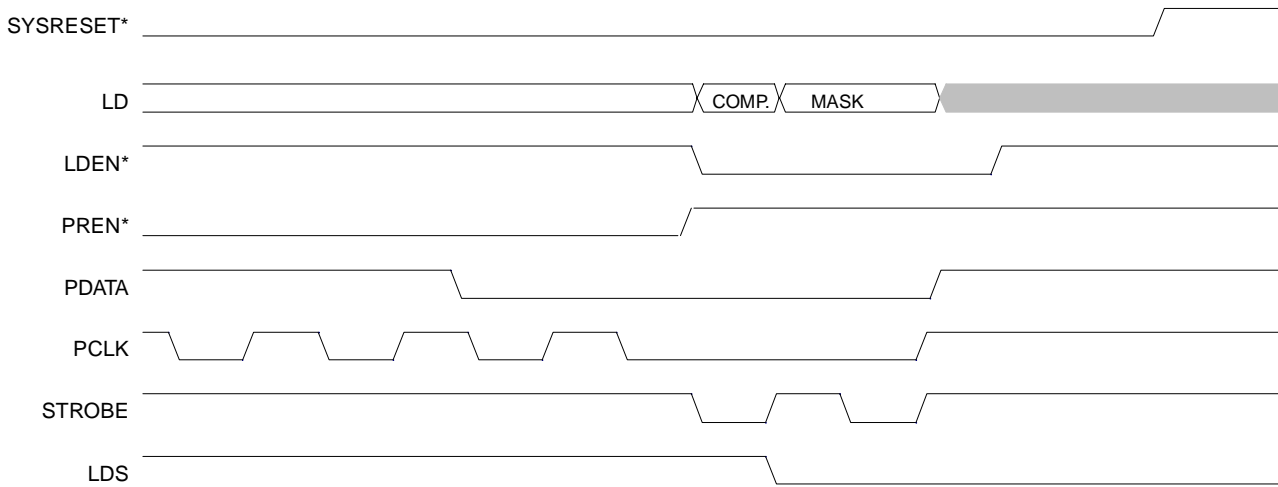 SYSRESET*
LD COMP. MASK
LDEN*
PREN*
PDATA
PCLK
STROBE
LDS